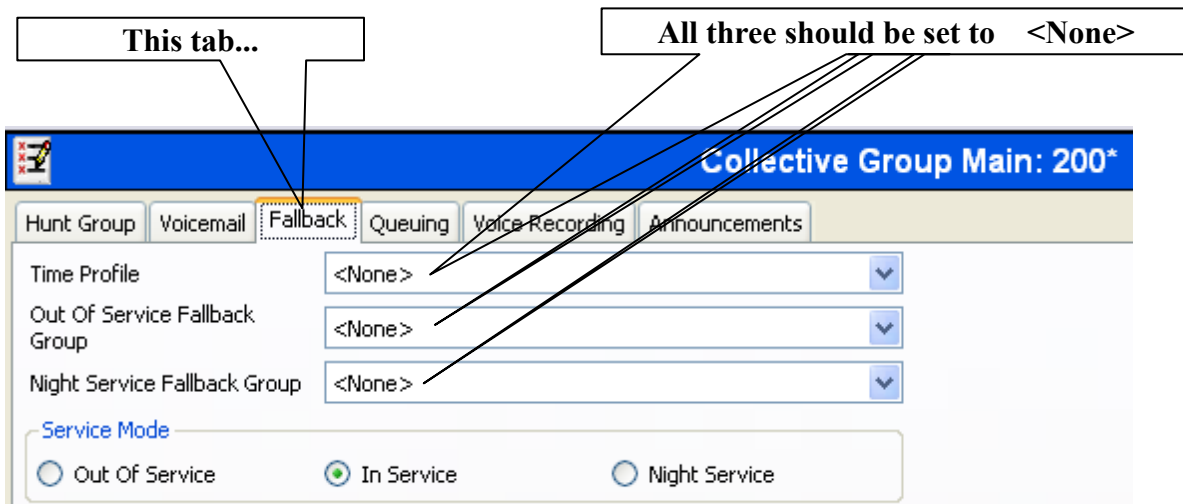 This tab...
All three should be set to <None>
Collective Group Main: 200*
Hunt Group Voicemail Fallback Queuing Voice Recording Announcements
Time Profile <None>
Out Of Service Fallback
Group
<None>
Night Service Fallback Group <None>
Service Mode
Out Of Service In Service Night Service